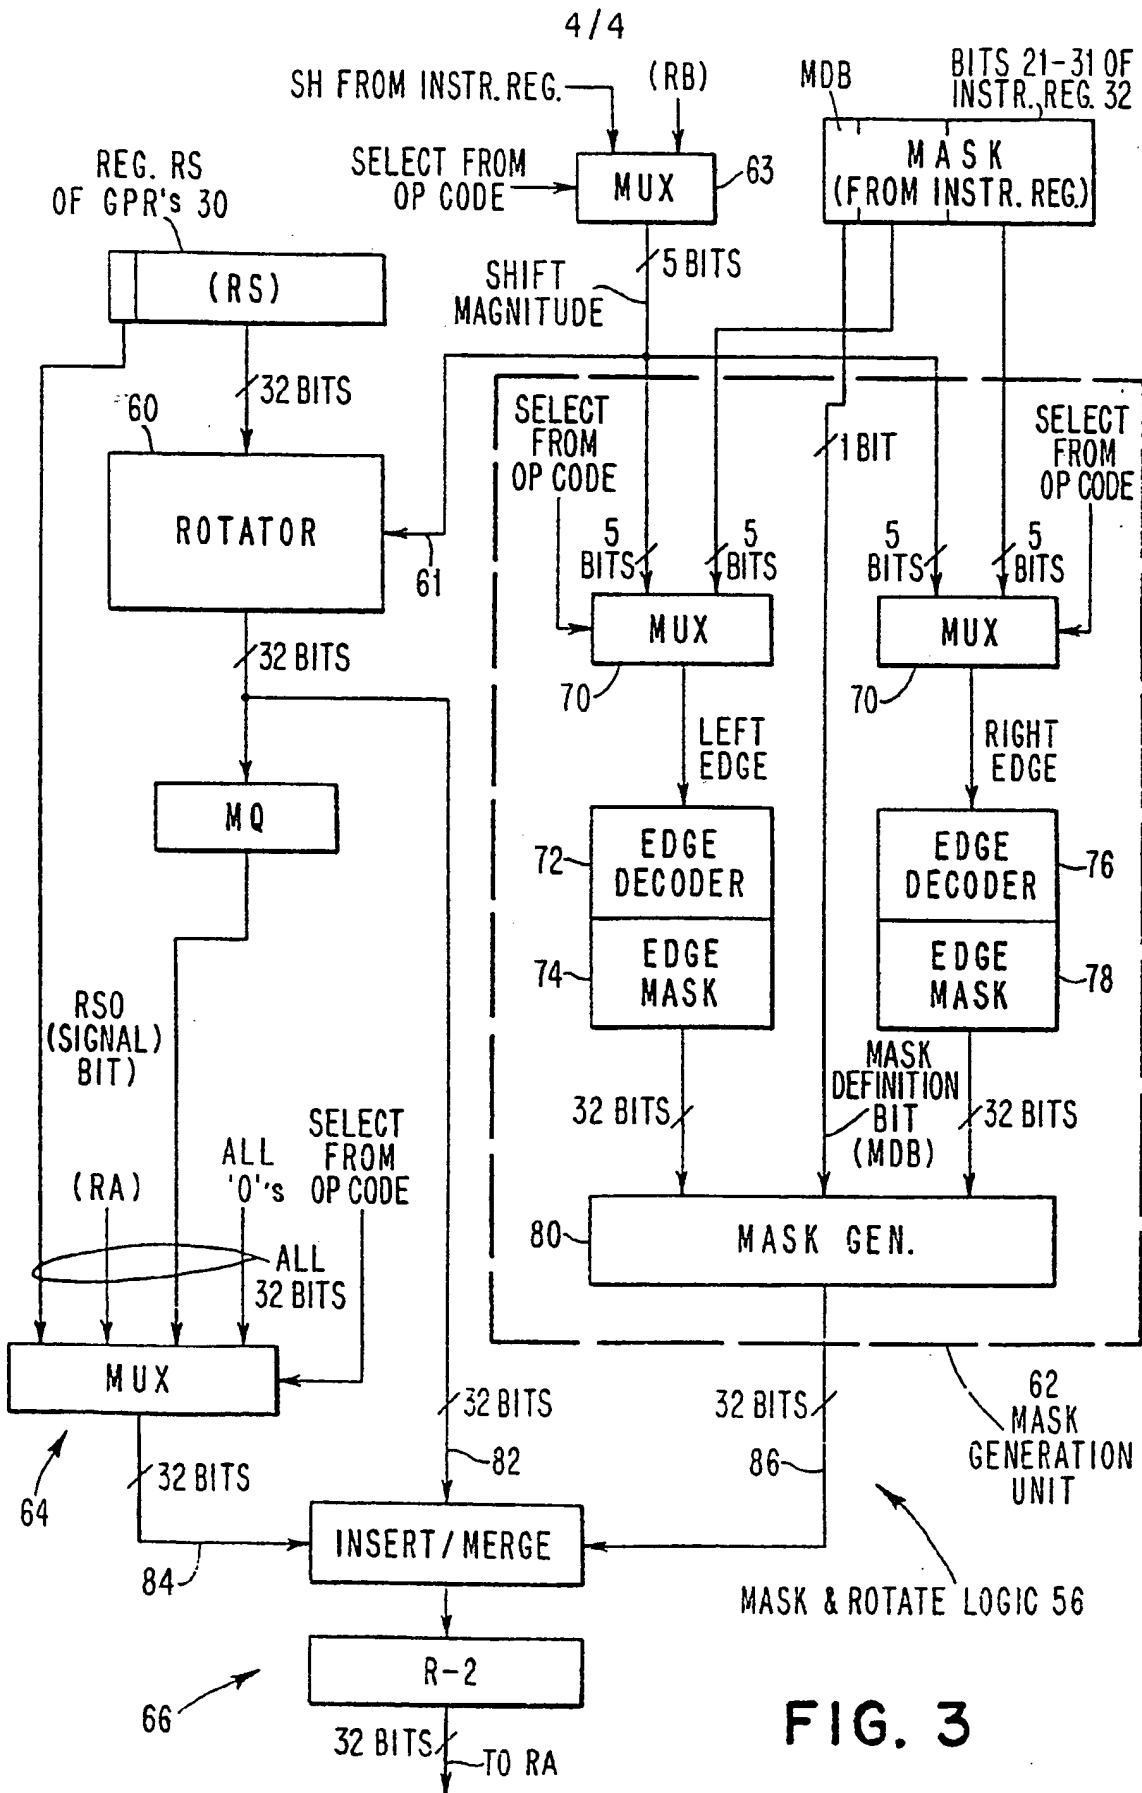 4/4
SH FROM INSTR. REG.
(RB)
MDB
BITS 21-31 OF
INSTR. REG. 32
REG. RS
OF GPR's 30
SELECT FROM
OP CODE
MUX
63
MASK
(FROM INSTR. REG.)
(RS)
5 BITS
SHIFT
MAGNITUDE
32 BITS
60
ROTATOR
61
SELECT
FROM
OP CODE
1 BIT
SELECT
FROM
OP CODE
5
BITS
5
BITS
5
BITS
5
BITS
MUX
70
MUX
70
32 BITS
LEFT
EDGE
RIGHT
EDGE
MQ
72
EDGE
DECODER
EDGE
DECODER
76
74
EDGE
MASK
EDGE
MASK
78
RSO
(SIGNAL)
BIT)
MASK
DEFINITION
BIT
(MDB)
32 BITS
32 BITS
(RA)
ALL
'0''s
SELECT
FROM
OP CODE
80
MASK GEN.
ALL
32 BITS
MUX
64
32 BITS
32 BITS
82
32 BITS
86
62
MASK
GENERATION
UNIT
84
INSERT/MERGE
MASK & ROTATE LOGIC 56
R-2
66
32 BITS
TO RA
FIG. 3